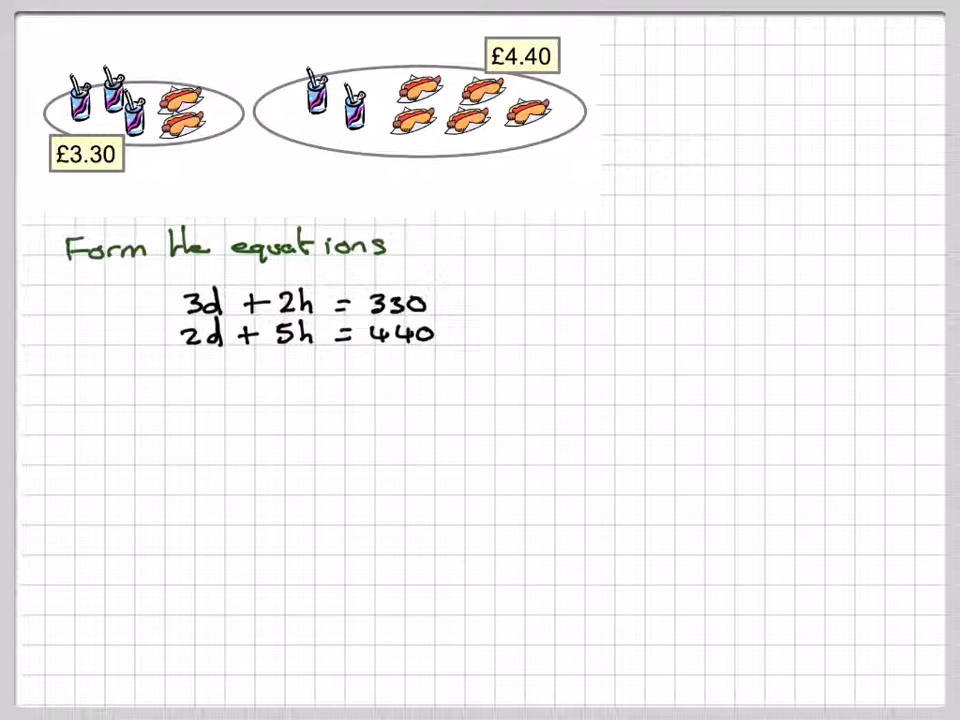 £4.40
£3.30
Form the equations
3d + 2h = 330
2d + 5h = 440